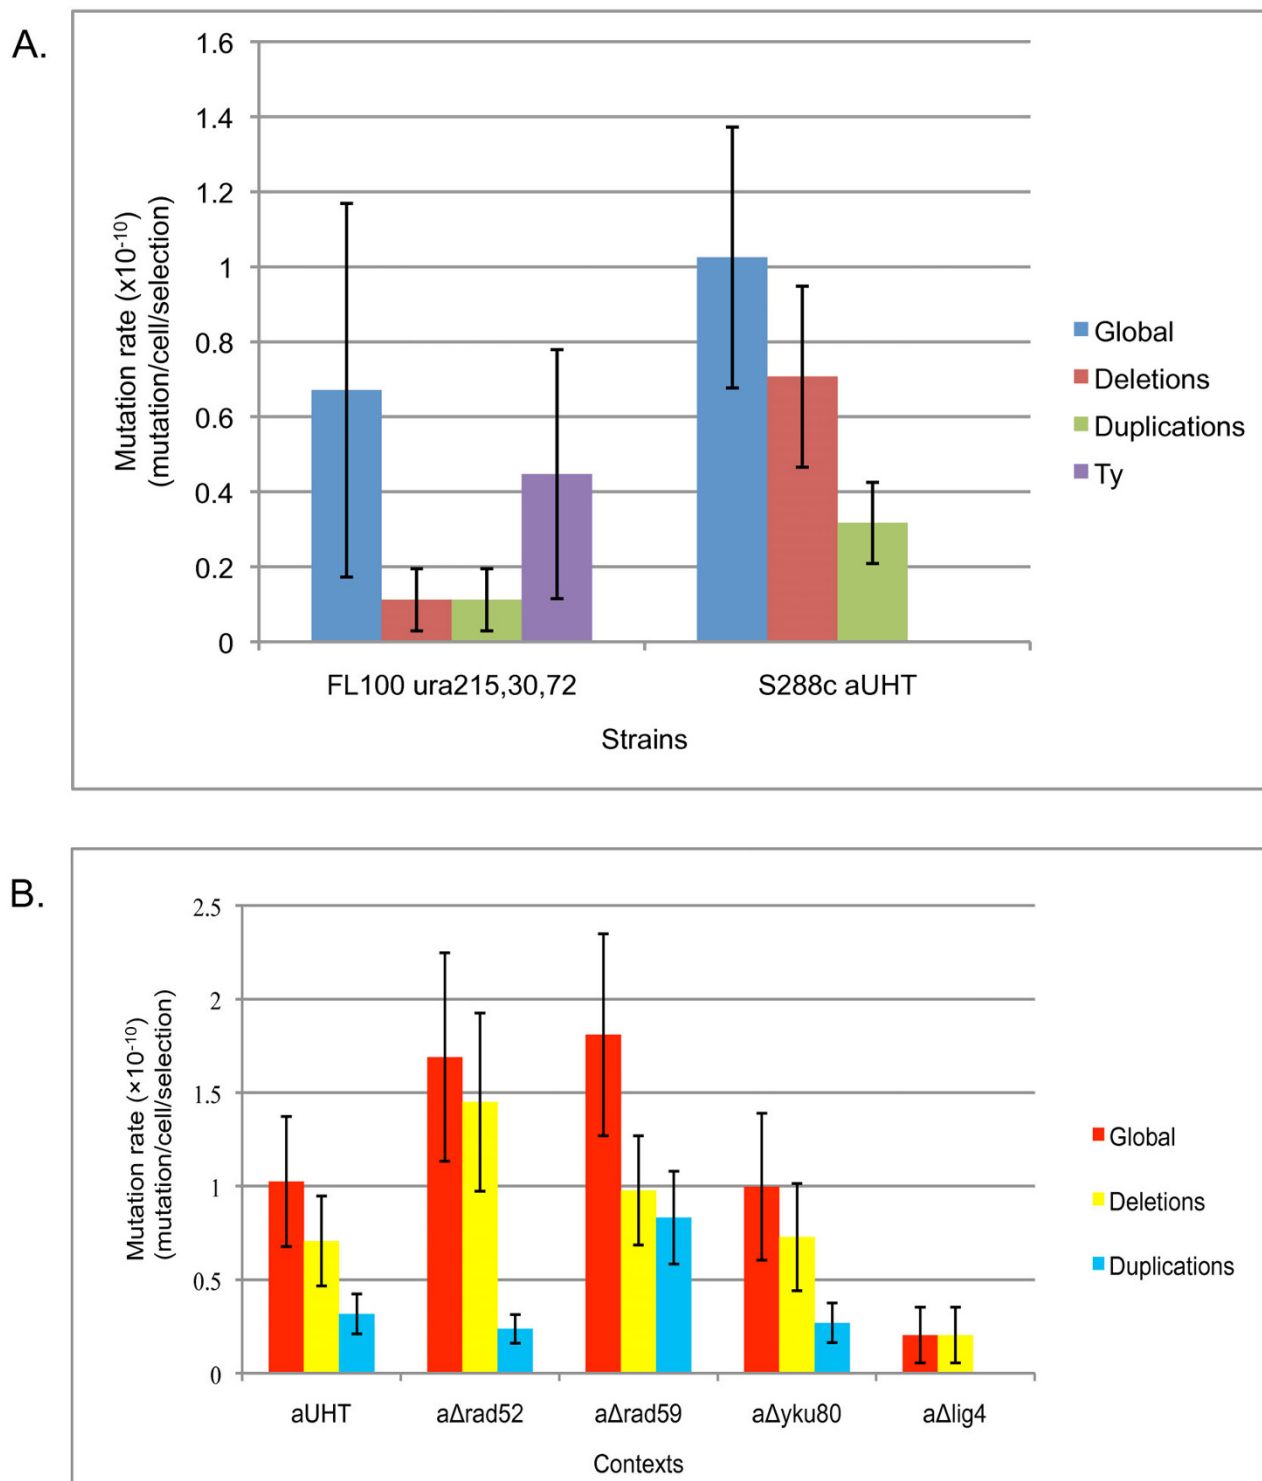 A.
1.6
1.4
1.2
1
0.8
0.6
0.4
0.2
0
Mutation rate (x10⁻¹⁰)
(mutation/cell/selection)
FL100 ura215,30,72
S288c aUHT
Strains
Global
Deletions
Duplications
Ty
B.
2.5
2
1.5
1
0.5
0
Mutation rate (×10⁻¹⁰)
(mutation/cell/selection)
aUHT
aΔrad52
aΔrad59
aΔyku80
aΔlig4
Contexts
Global
Deletions
Duplications